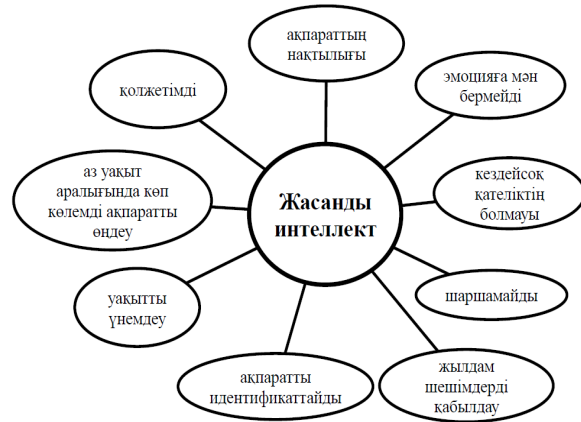 ақпараттың
нақтылығы
эмоцияға мән
бермейді
қолжетімді
кездейсоқ
қателіктің
болмауы
аз уақыт
аралығында көп
көлемді ақпаратты
өңдеу
Жасанды
интеллект
шаршамайды
уақытты
үнемдеу
жылдам
шешімдерді
қабылдау
ақпаратты
идентификаттайды